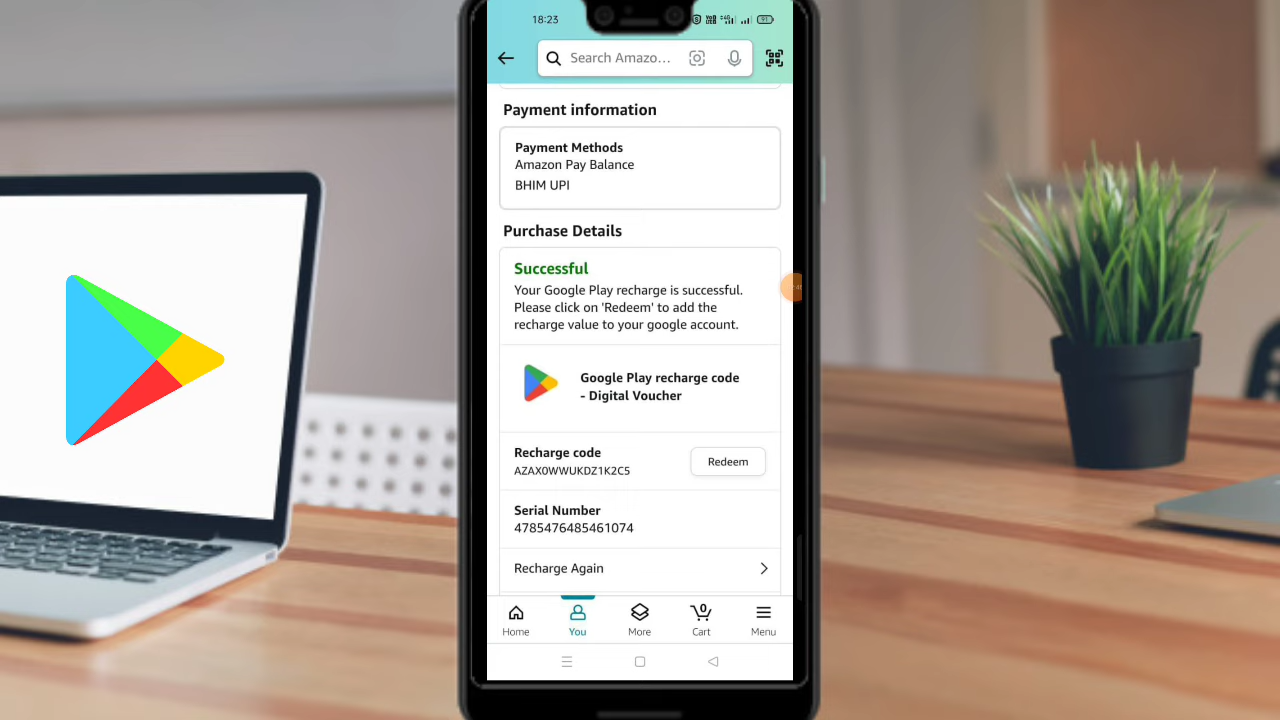 18:23
91
Search Amazo...
Payment information
Payment Methods
Amazon Pay Balance
BHIM UPI
Purchase Details
Successful
Your Google Play recharge is successful.
Please click on 'Redeem' to add the
recharge value to your google account.
Google Play recharge code
- Digital Voucher
Recharge code
AZAX0WWUKDZ1K2C5
Redeem
Serial Number
4785476485461074
Recharge Again
0
Home
You
More
Cart
Menu